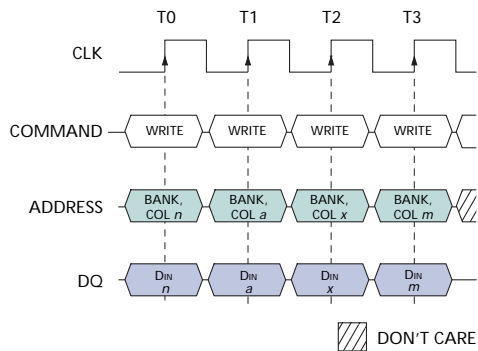 T0 T1 T2 T3
CLK
COMMAND WRITE WRITE WRITE WRITE
BANK, BANK, BANK, BANK,
ADDRESS
COL n COL a COL x COL m
DIN DIN DIN DIN
DQ
n a x m
DON'T CARE